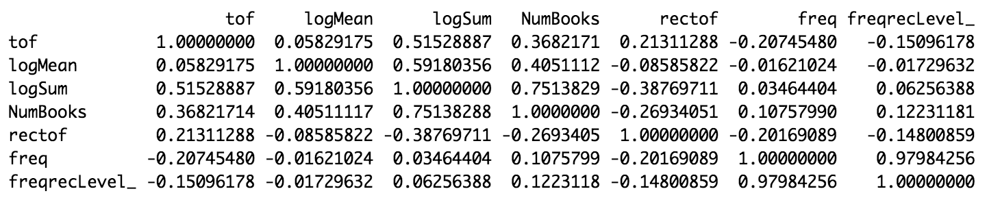 tof logMean logSum NumBooks rectof freq freqrecLevel_
tof 1.00000000 0.05829175 0.51528887 0.3682171 0.21311288 -0.20745480 -0.15096178
logMean 0.05829175 1.00000000 0.59180356 0.4051112 -0.08585822 -0.01621024 -0.01729632
logSum 0.51528887 0.59180356 1.00000000 0.7513829 -0.38769711 0.03464404 0.06256388
NumBooks 0.36821714 0.40511117 0.75138288 1.0000000 -0.26934051 0.10757990 0.12231181
rectof 0.21311288 -0.08585822 -0.38769711 -0.2693405 1.00000000 -0.20169089 -0.14800859
freq -0.20745480 -0.01621024 0.03464404 0.1075799 -0.20169089 1.00000000 0.97984256
freqrecLevel_ -0.15096178 -0.01729632 0.06256388 0.1223118 -0.14800859 0.97984256 1.00000000